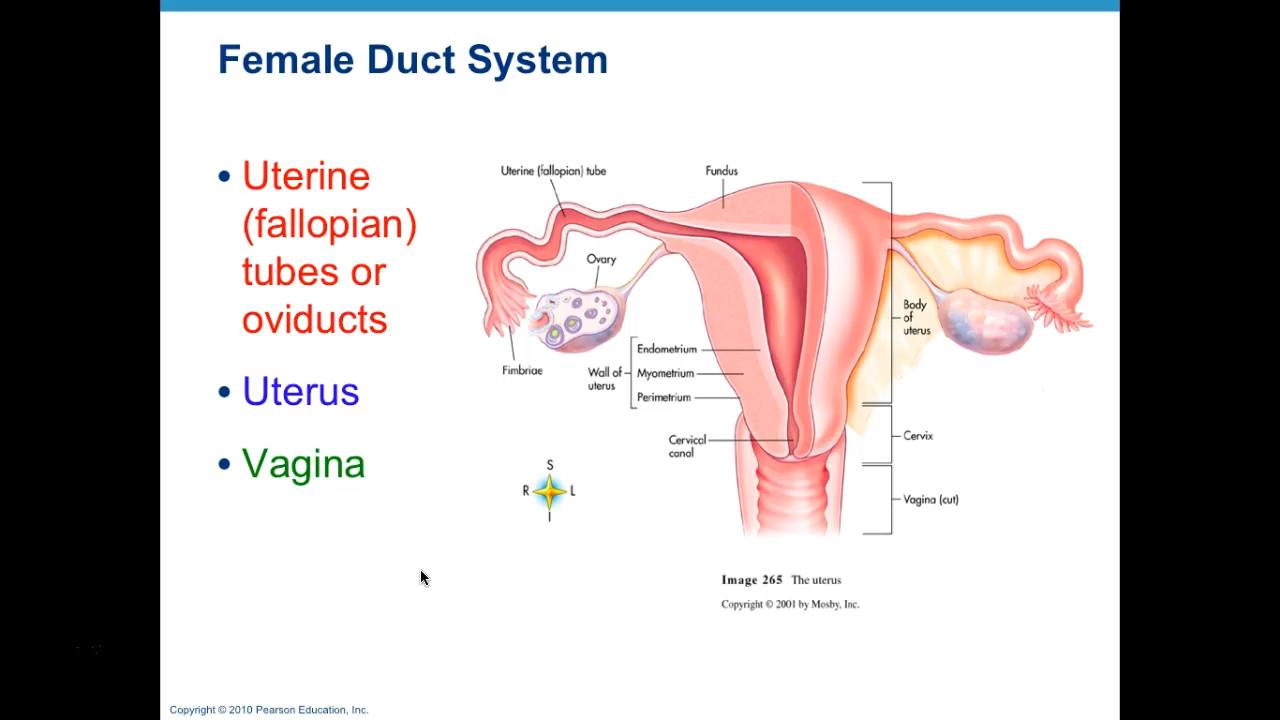 Female Duct System
• Uterine
(fallopian)
tubes or
oviducts
• Uterus
• Vagina
Uterine (fallopian) tube
Fundus
Ovary
Fimbriae
Wall of
uterus
Endometrium
Myometrium
Perimetrium
Cervical
canal
Body
of
uterus
Cervix
Vagina (cut)
S
R L
I
Image 265 The uterus
Copyright © 2001 by Mosby, Inc.
Copyright © 2010 Pearson Education, Inc.